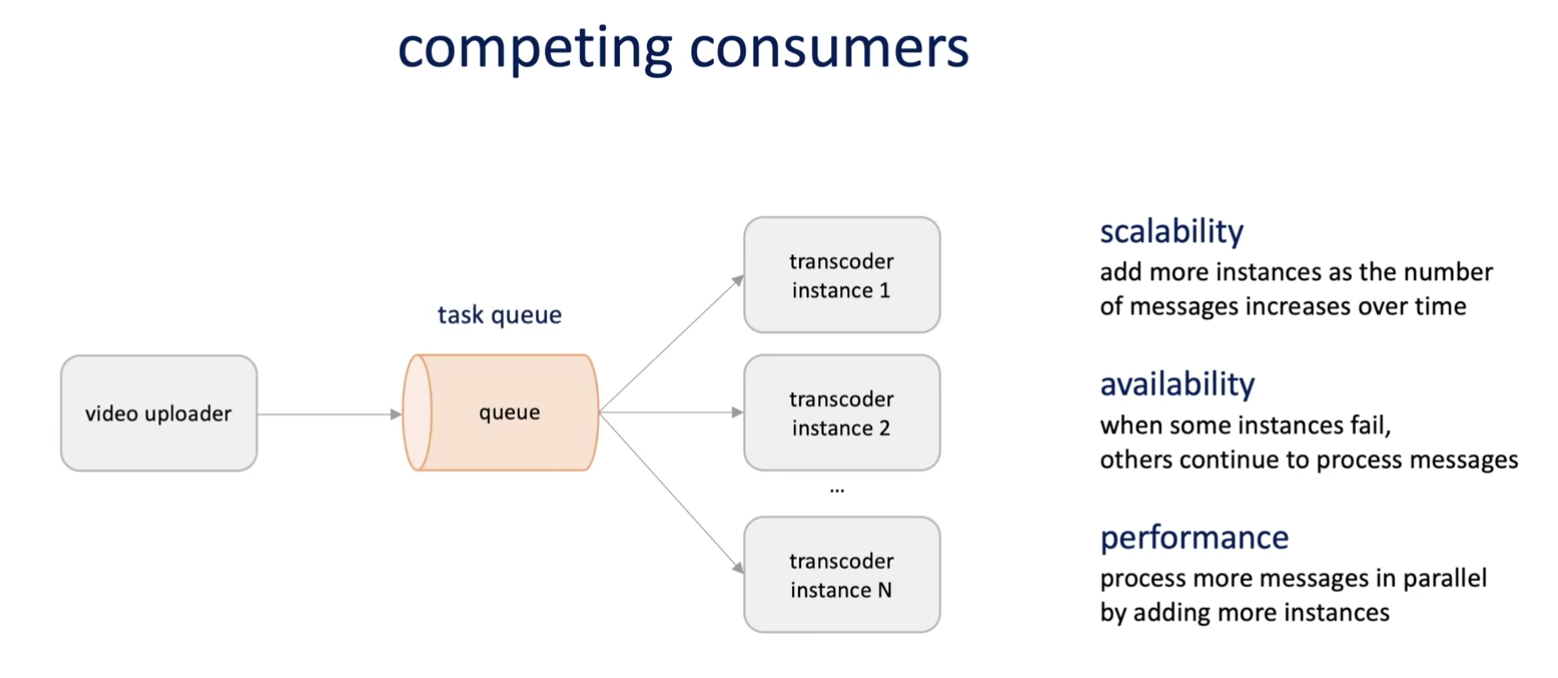 competing consumers
video uploader
task queue
queue
transcoder
instance 1
transcoder
instance 2
...
transcoder
instance N
scalability
add more instances as the number
of messages increases over time
availability
when some instances fail,
others continue to process messages
performance
process more messages in parallel
by adding more instances